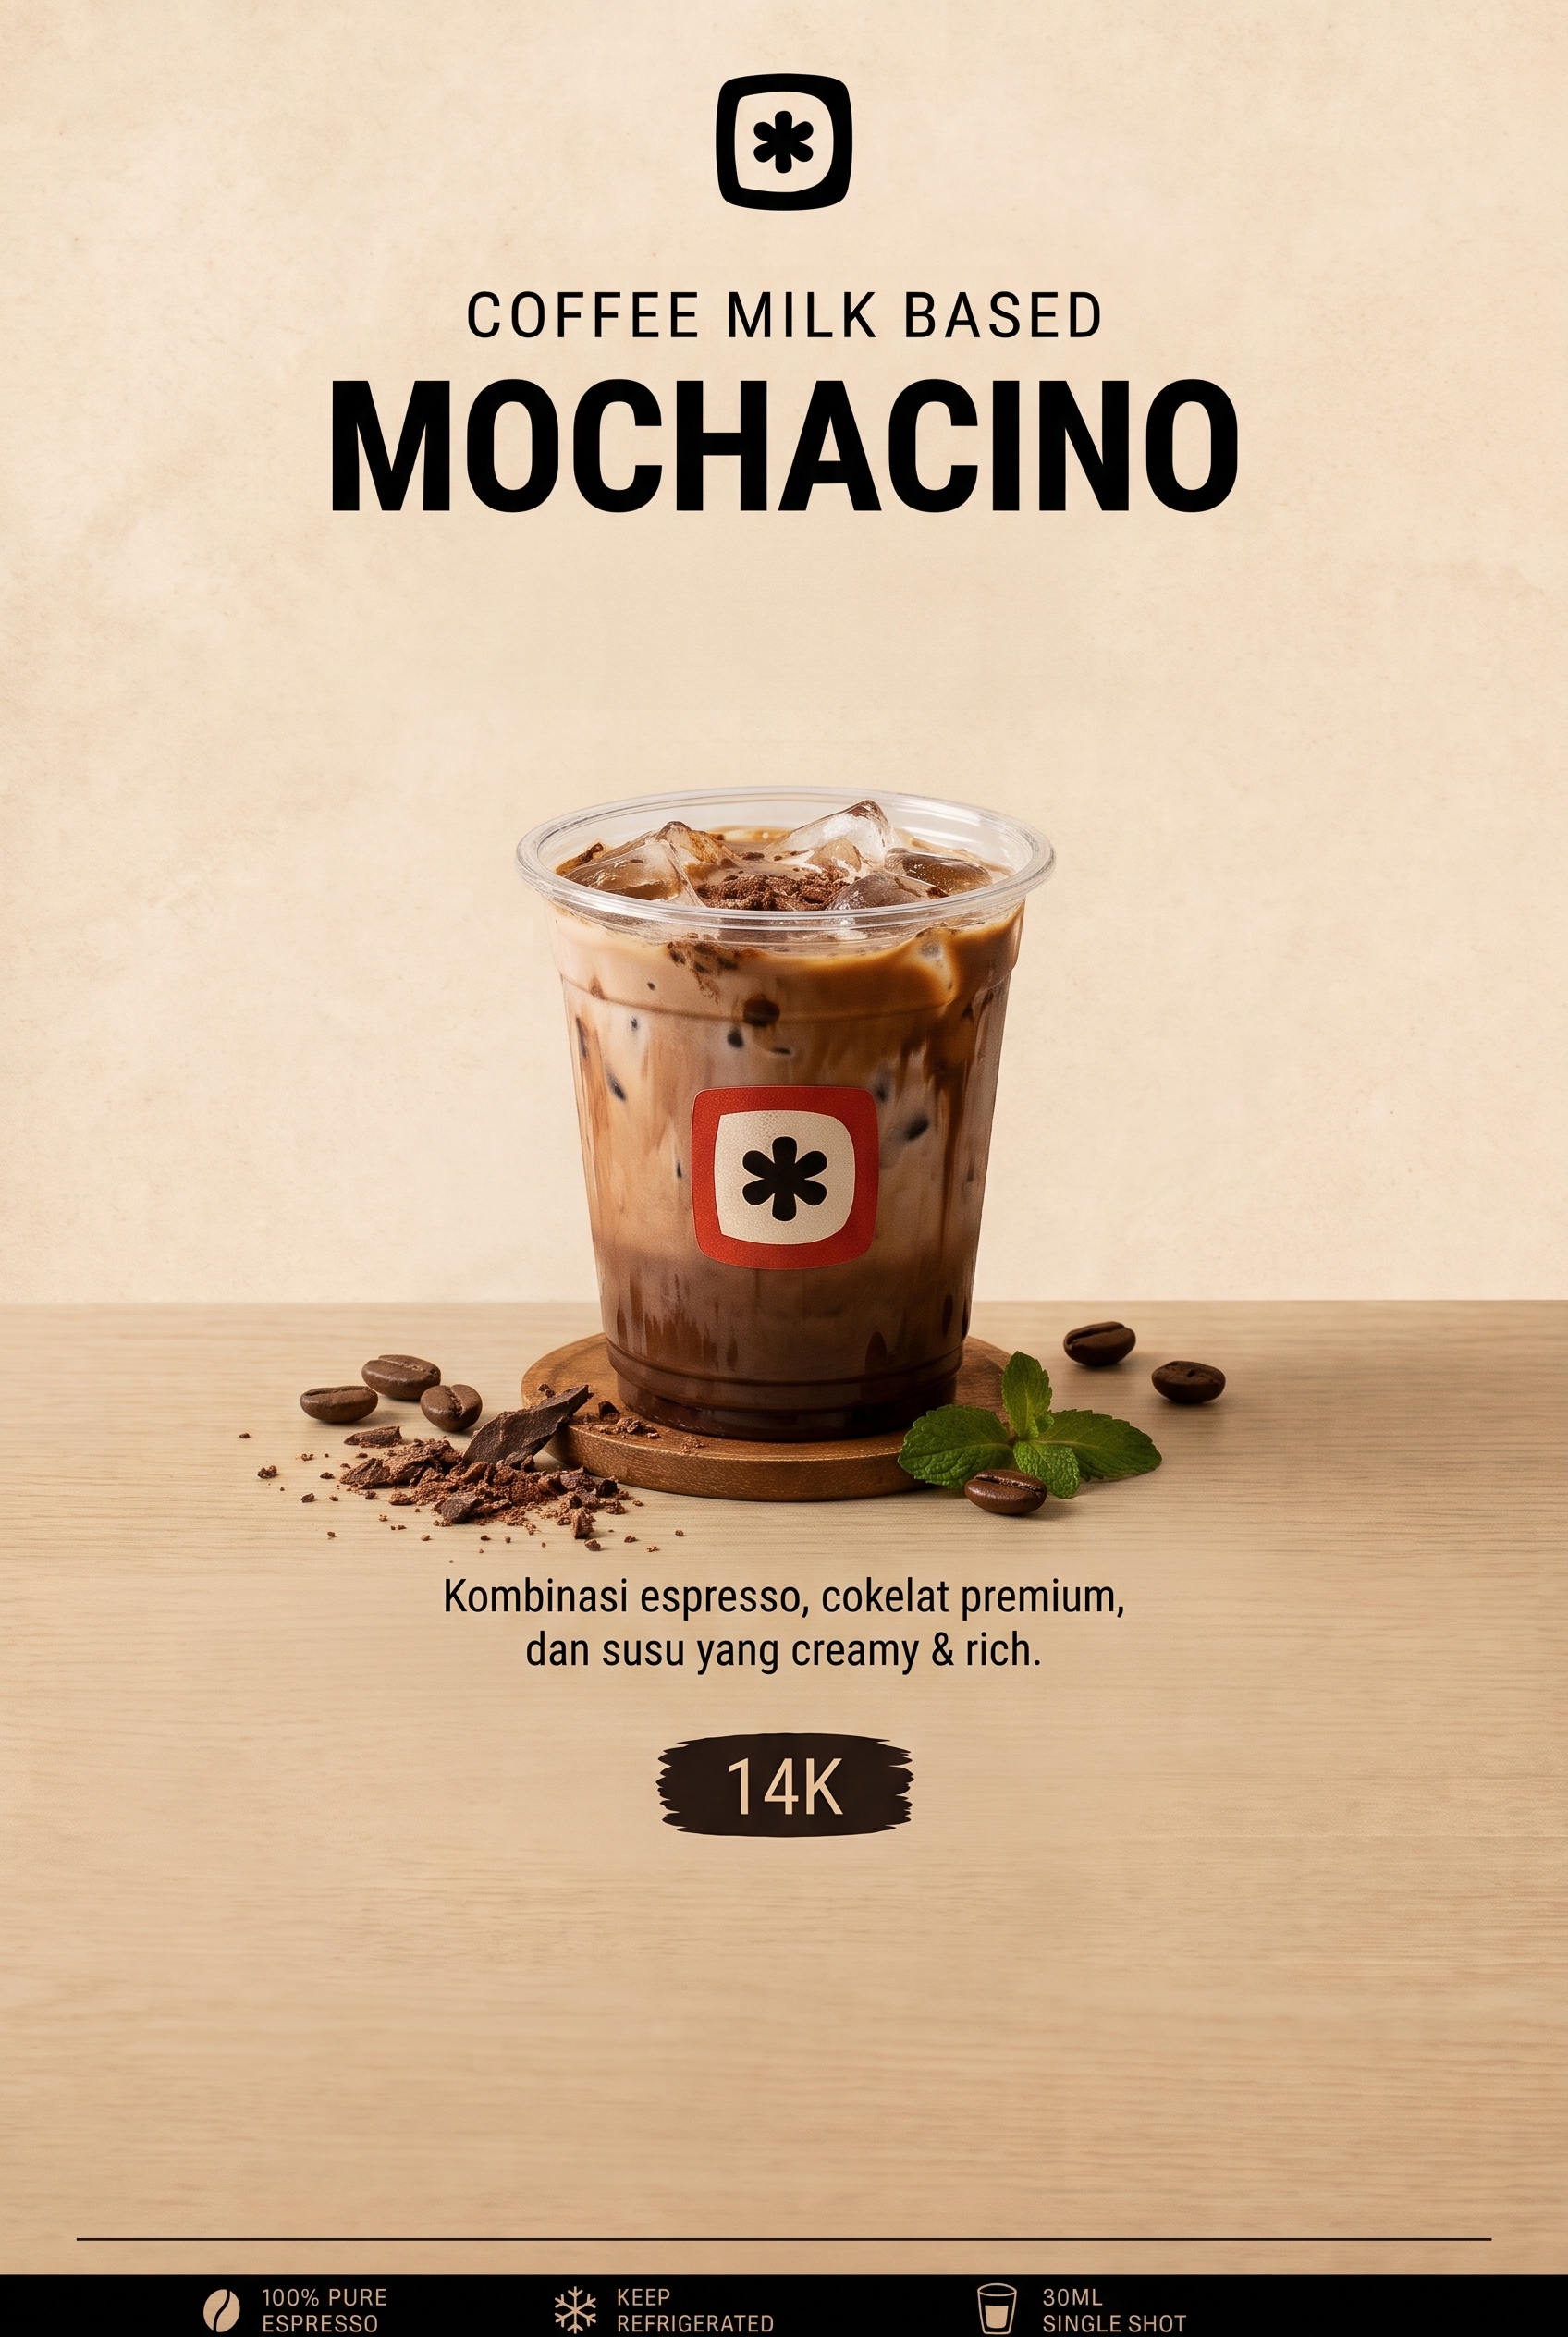 COFFEE MILK BASED
MOCHACINO
Kombinasi espresso, cokelat premium,
dan susu yang creamy & rich.
14K
100% PURE
ESPRESSO
KEEP
REFRIGERATED
30ML
SINGLE SHOT